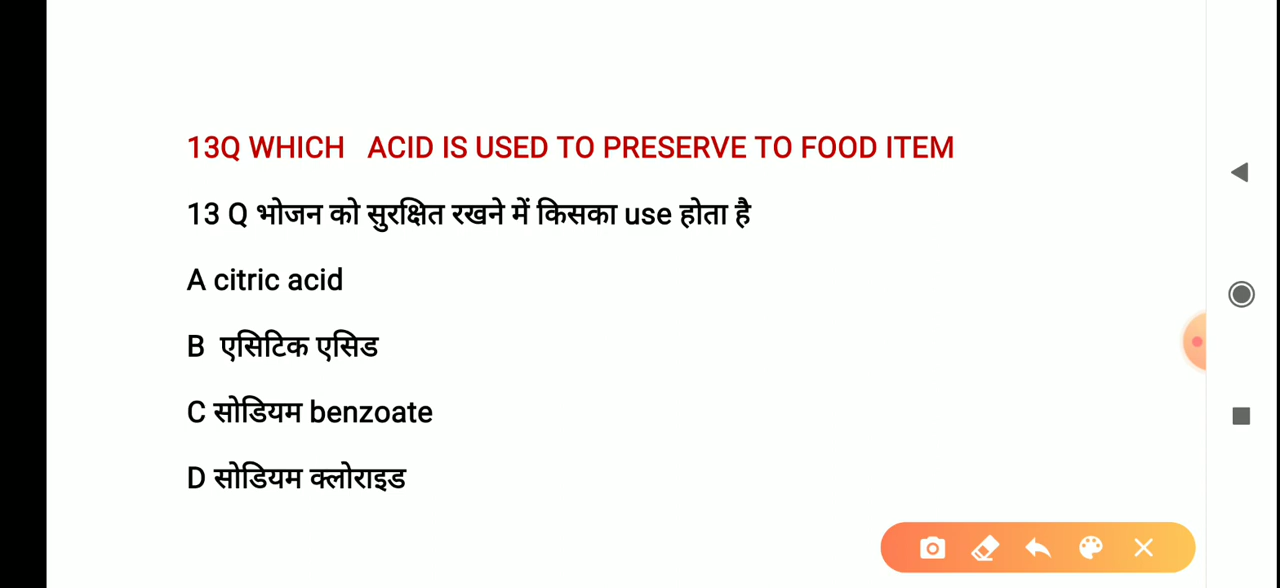 13Q WHICH ACID IS USED TO PRESERVE TO FOOD ITEM
13 Q भोजन को सुरक्षित रखने में किसका use होता है
A citric acid
B एसिटिक एसिड
C सोडियम benzoate
D सोडियम क्लोराइड